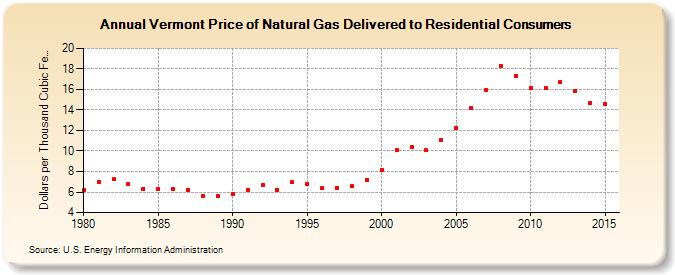 Annual Vermont Price of Natural Gas Delivered to Residential Consumers
Dollars per Thousand Cubic Fe...
20
18
16
14
12
10
8
6
4
1980 1985 1990 1995 2000 2005 2010 2015
Source: U.S. Energy Information Administration